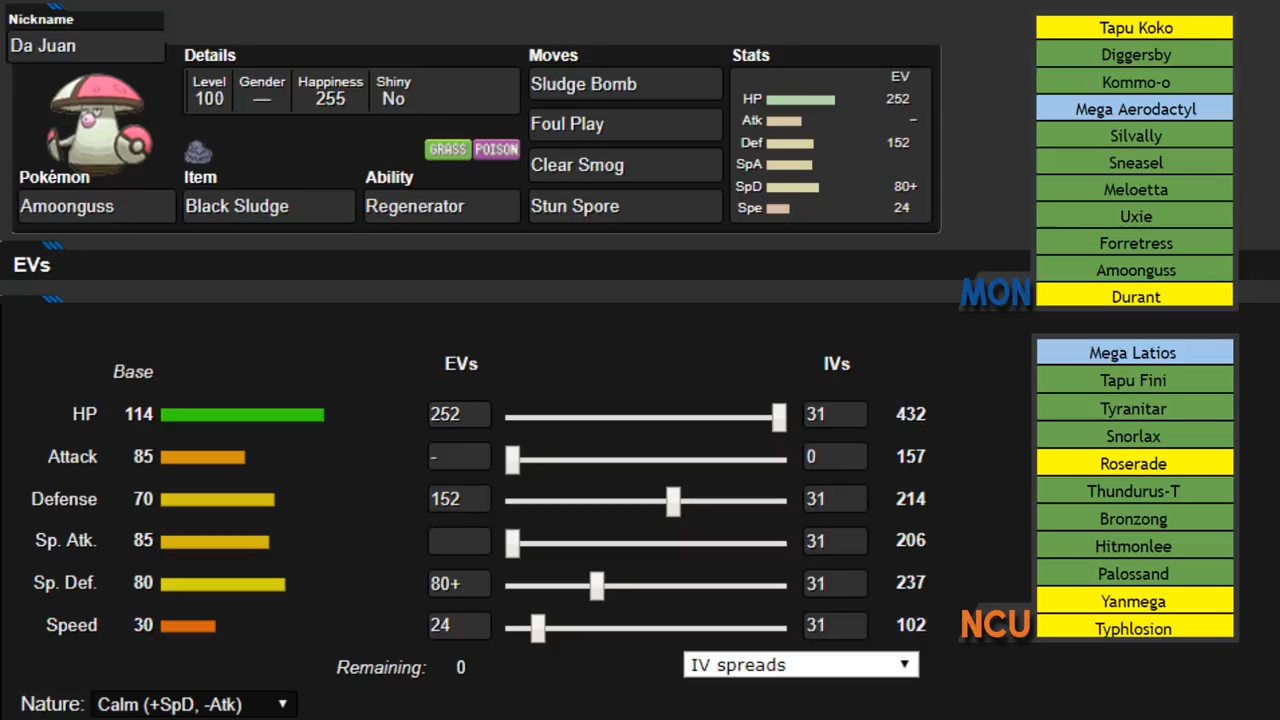 Nickname
Da Juan
Details
Level Gender Happiness Shiny
100 — 255 No
GRASS POISON
Pokémon Item Ability
Amoonguss Black Sludge Regenerator
Moves
Sludge Bomb
Foul Play
Clear Smog
Stun Spore
Stats
EV
HP 252
Atk –
Def 152
SpA
SpD 80+
Spe 24
EVs
Base EVs IVs
HP 114 252 31 432
Attack 85 - 0 157
Defense 70 152 31 214
Sp. Atk. 85 31 206
Sp. Def. 80 80+ 31 237
Speed 30 24 31 102
Remaining: 0
IV spreads
Nature: Calm (+SpD, -Atk)
Tapu Koko
Diggersby
Kommo-o
Mega Aerodactyl
Silvally
Sneasel
Meloetta
Uxie
Forretress
Amoonguss
Durant
MON
Mega Latios
Tapu Fini
Tyranitar
Snorlax
Roserade
Thundurus-T
Bronzong
Hitmonlee
Palossand
Yanmega
Typhlosion
NCU